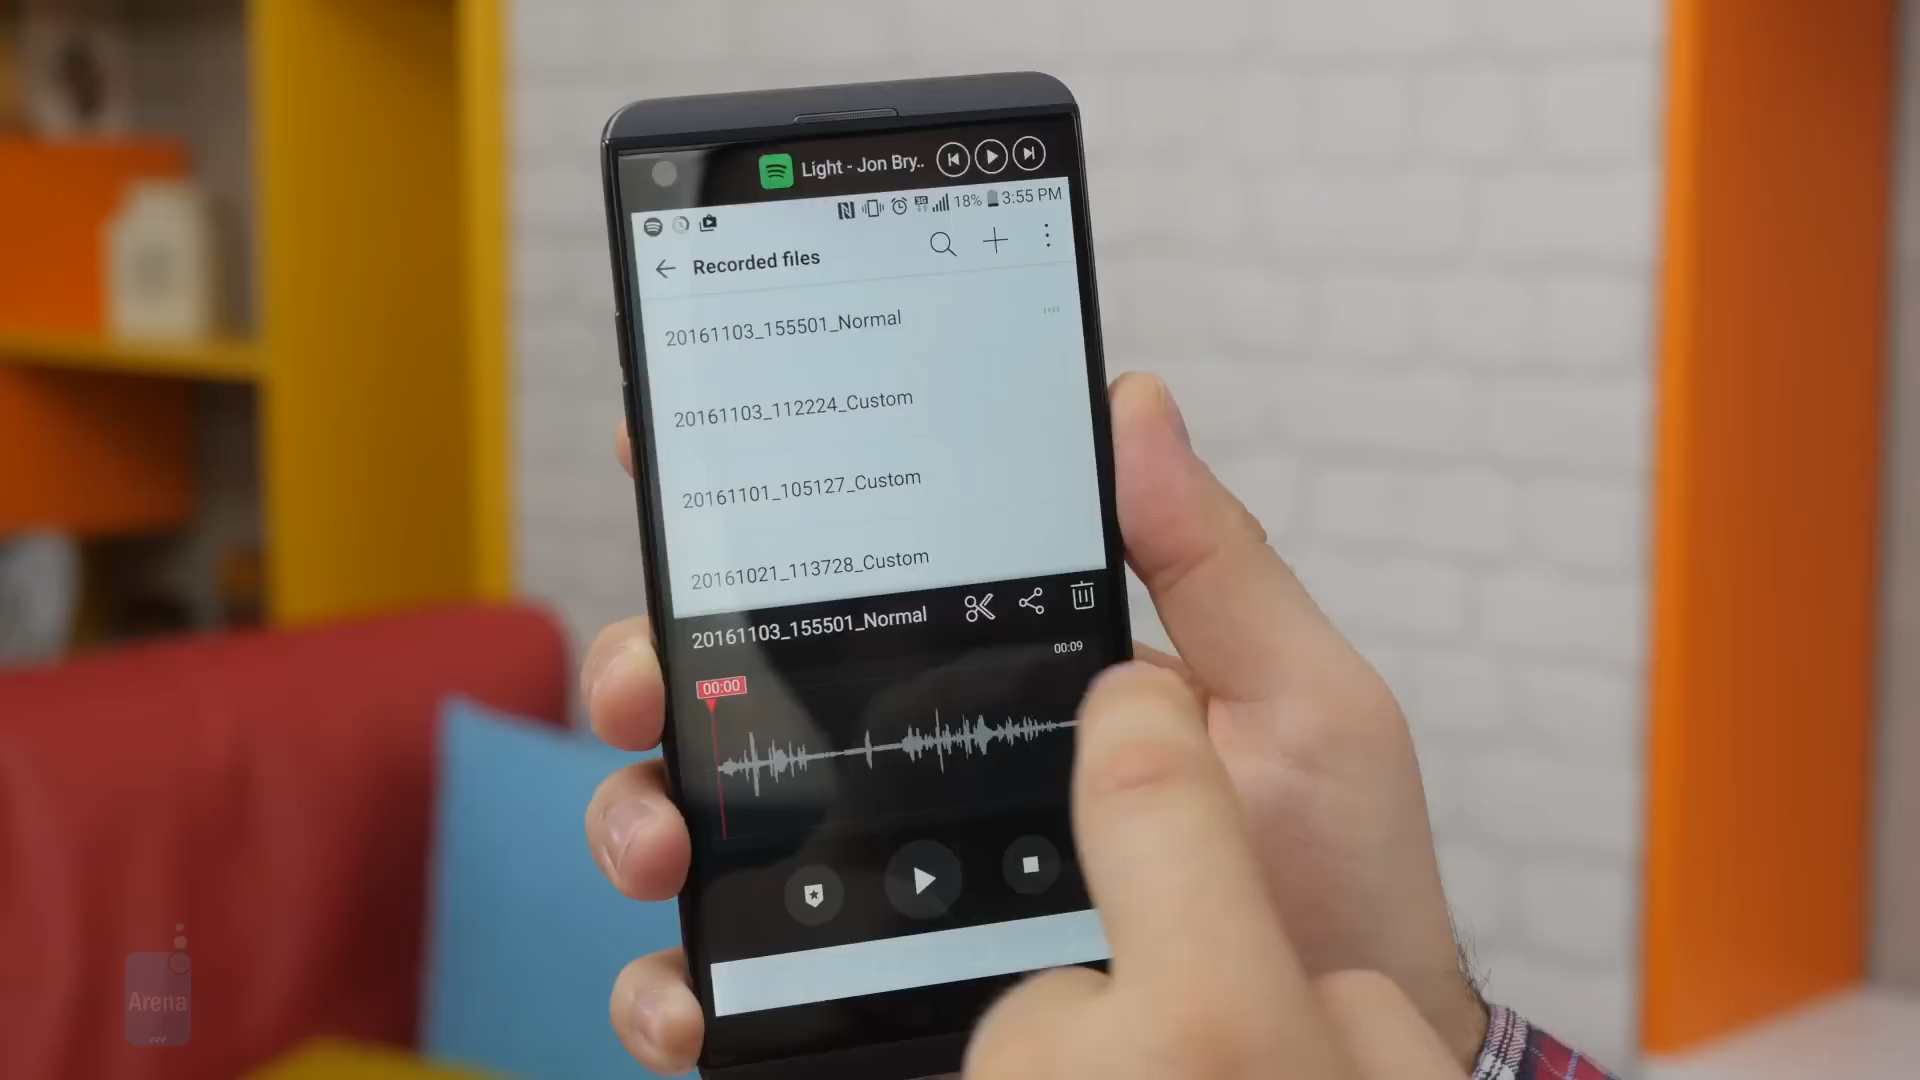 Light - Jon Bry..
3G 18% 3:55 PM
Recorded files
20161103_155501_Normal
20161103_112224_Custom
20161101_105127_Custom
20161021_113728_Custom
20161103_155501_Normal
00:09
00:00
Arena